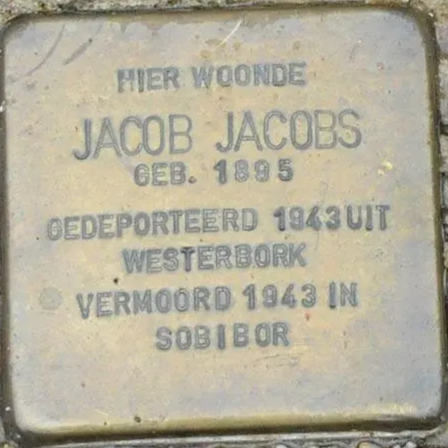 HIER WOONDE
JACOB JACOBS
GEB. 1895
GEDEPORTEERD 1943 UIT
WESTERBORK
VERMOORD 1943 IN
SOBIBOR